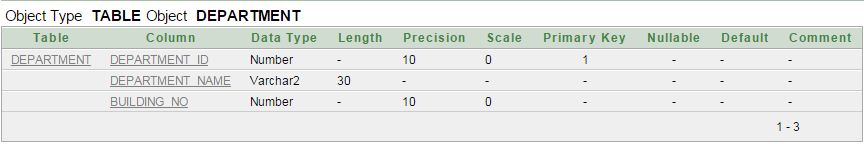 Object Type TABLE Object DEPARTMENT
Table Column Data Type Length Precision Scale Primary Key Nullable Default Comment
DEPARTMENT DEPARTMENT_ID Number - 10 0 1 - - -
DEPARTMENT_NAME Varchar2 30 - - - - - -
BUILDING_NO Number - 10 0 - - - -
1 - 3